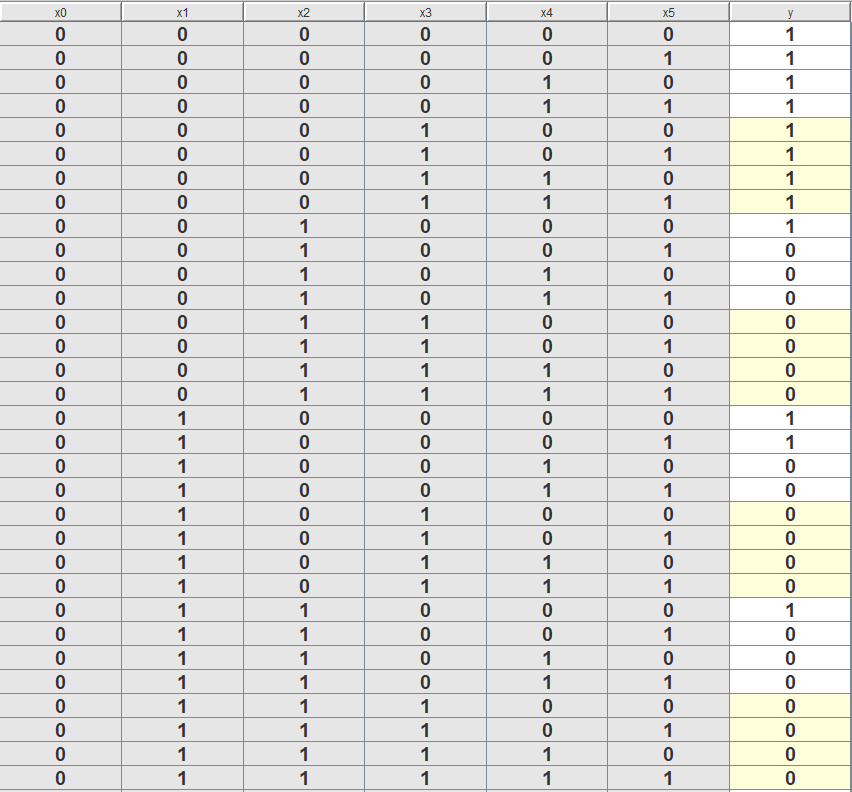 x0 x1 x2 x3 x4 x5 y
0 0 0 0 0 0 1
0 0 0 0 0 1 1
0 0 0 0 1 0 1
0 0 0 0 1 1 1
0 0 0 1 0 0 1
0 0 0 1 0 1 1
0 0 0 1 1 0 1
0 0 0 1 1 1 1
0 0 1 0 0 0 1
0 0 1 0 0 1 0
0 0 1 0 1 0 0
0 0 1 0 1 1 0
0 0 1 1 0 0 0
0 0 1 1 0 1 0
0 0 1 1 1 0 0
0 0 1 1 1 1 0
0 1 0 0 0 0 1
0 1 0 0 0 1 1
0 1 0 0 1 0 0
0 1 0 0 1 1 0
0 1 0 1 0 0 0
0 1 0 1 0 1 0
0 1 0 1 1 0 0
0 1 0 1 1 1 0
0 1 1 0 0 0 1
0 1 1 0 0 1 0
0 1 1 0 1 0 0
0 1 1 0 1 1 0
0 1 1 1 0 0 0
0 1 1 1 0 1 0
0 1 1 1 1 0 0
0 1 1 1 1 1 0